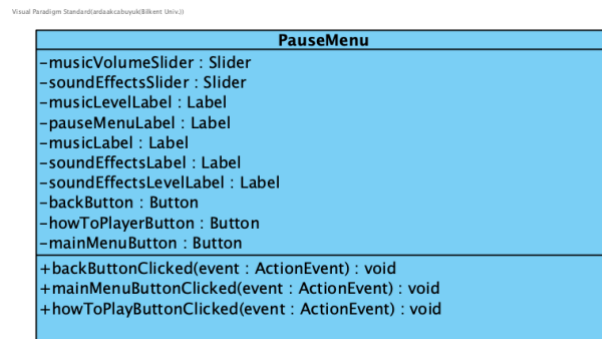 Visual Paradigm Standard(ardaakcabuyuk(Bilkent Univ.))
PauseMenu
-musicVolumeSlider : Slider
-soundEffectsSlider : Slider
-musicLevelLabel : Label
-pauseMenuLabel : Label
-musicLabel : Label
-soundEffectsLabel : Label
-soundEffectsLevelLabel : Label
-backButton : Button
-howToPlayerButton : Button
-mainMenuButton : Button
+backButtonClicked(event : ActionEvent) : void
+mainMenuButtonClicked(event : ActionEvent) : void
+howToPlayButtonClicked(event : ActionEvent) : void